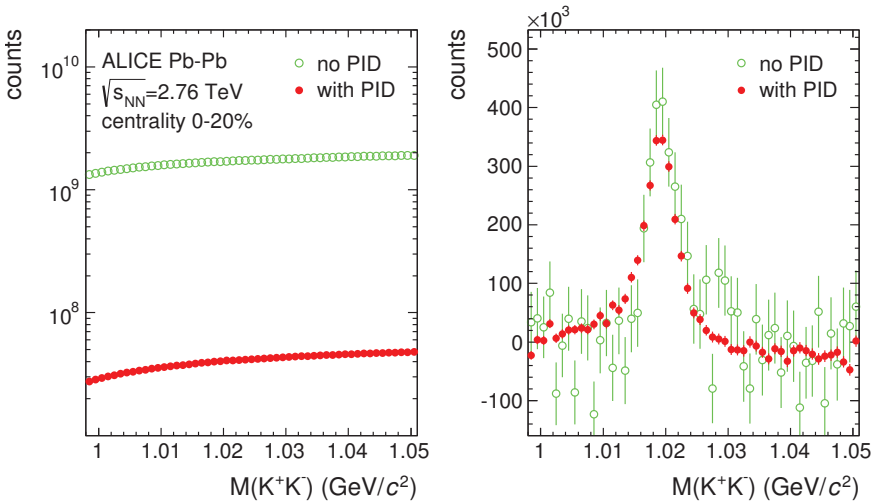 counts
10¹⁰
10⁹
10⁸
ALICE Pb-Pb
√s_NN=2.76 TeV
centrality 0-20%
no PID
with PID
1 1.01 1.02 1.03 1.04 1.05
M(K⁺K⁻) (GeV/c²)
×10³
counts
500
400
300
200
100
0
-100
no PID
with PID
1 1.01 1.02 1.03 1.04 1.05
M(K⁺K⁻) (GeV/c²)